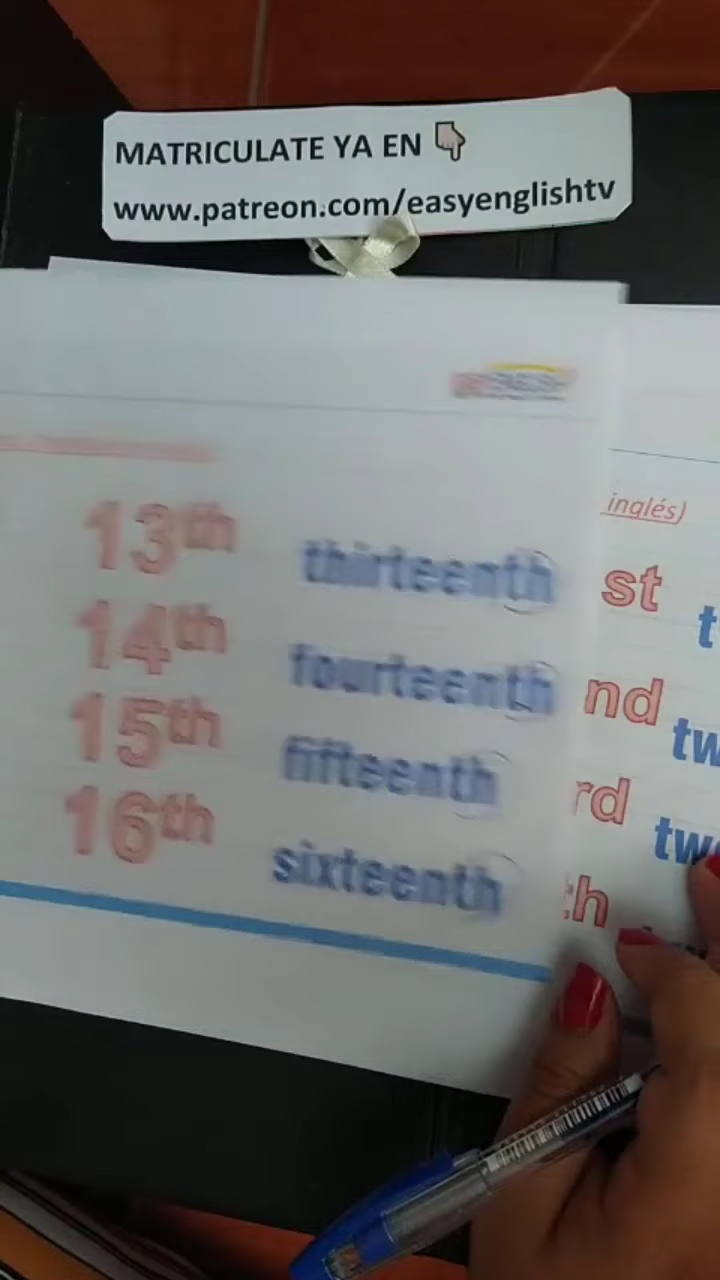 MATRICULATE YA EN
www.patreon.com/easyenglishtv
13th thirteenth
14th fourteenth
15th fifteenth
16th sixteenth
inglés)
st t
nd tw
rd